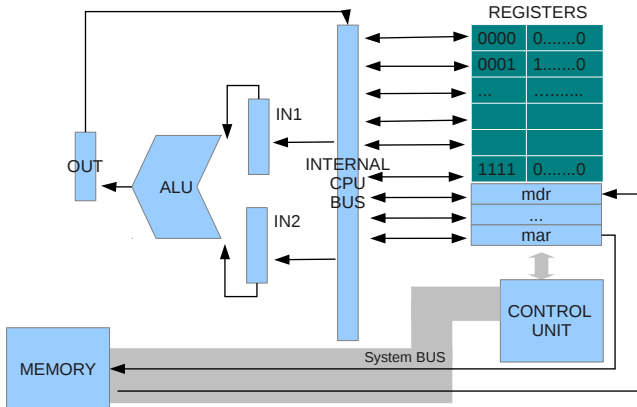 REGISTERS
0000 0.......0
0001 1.......0
... ..........
1111 0.......0
mdr
...
mar
IN1
OUT
ALU
INTERNAL
CPU
BUS
IN2
CONTROL
UNIT
System BUS
MEMORY